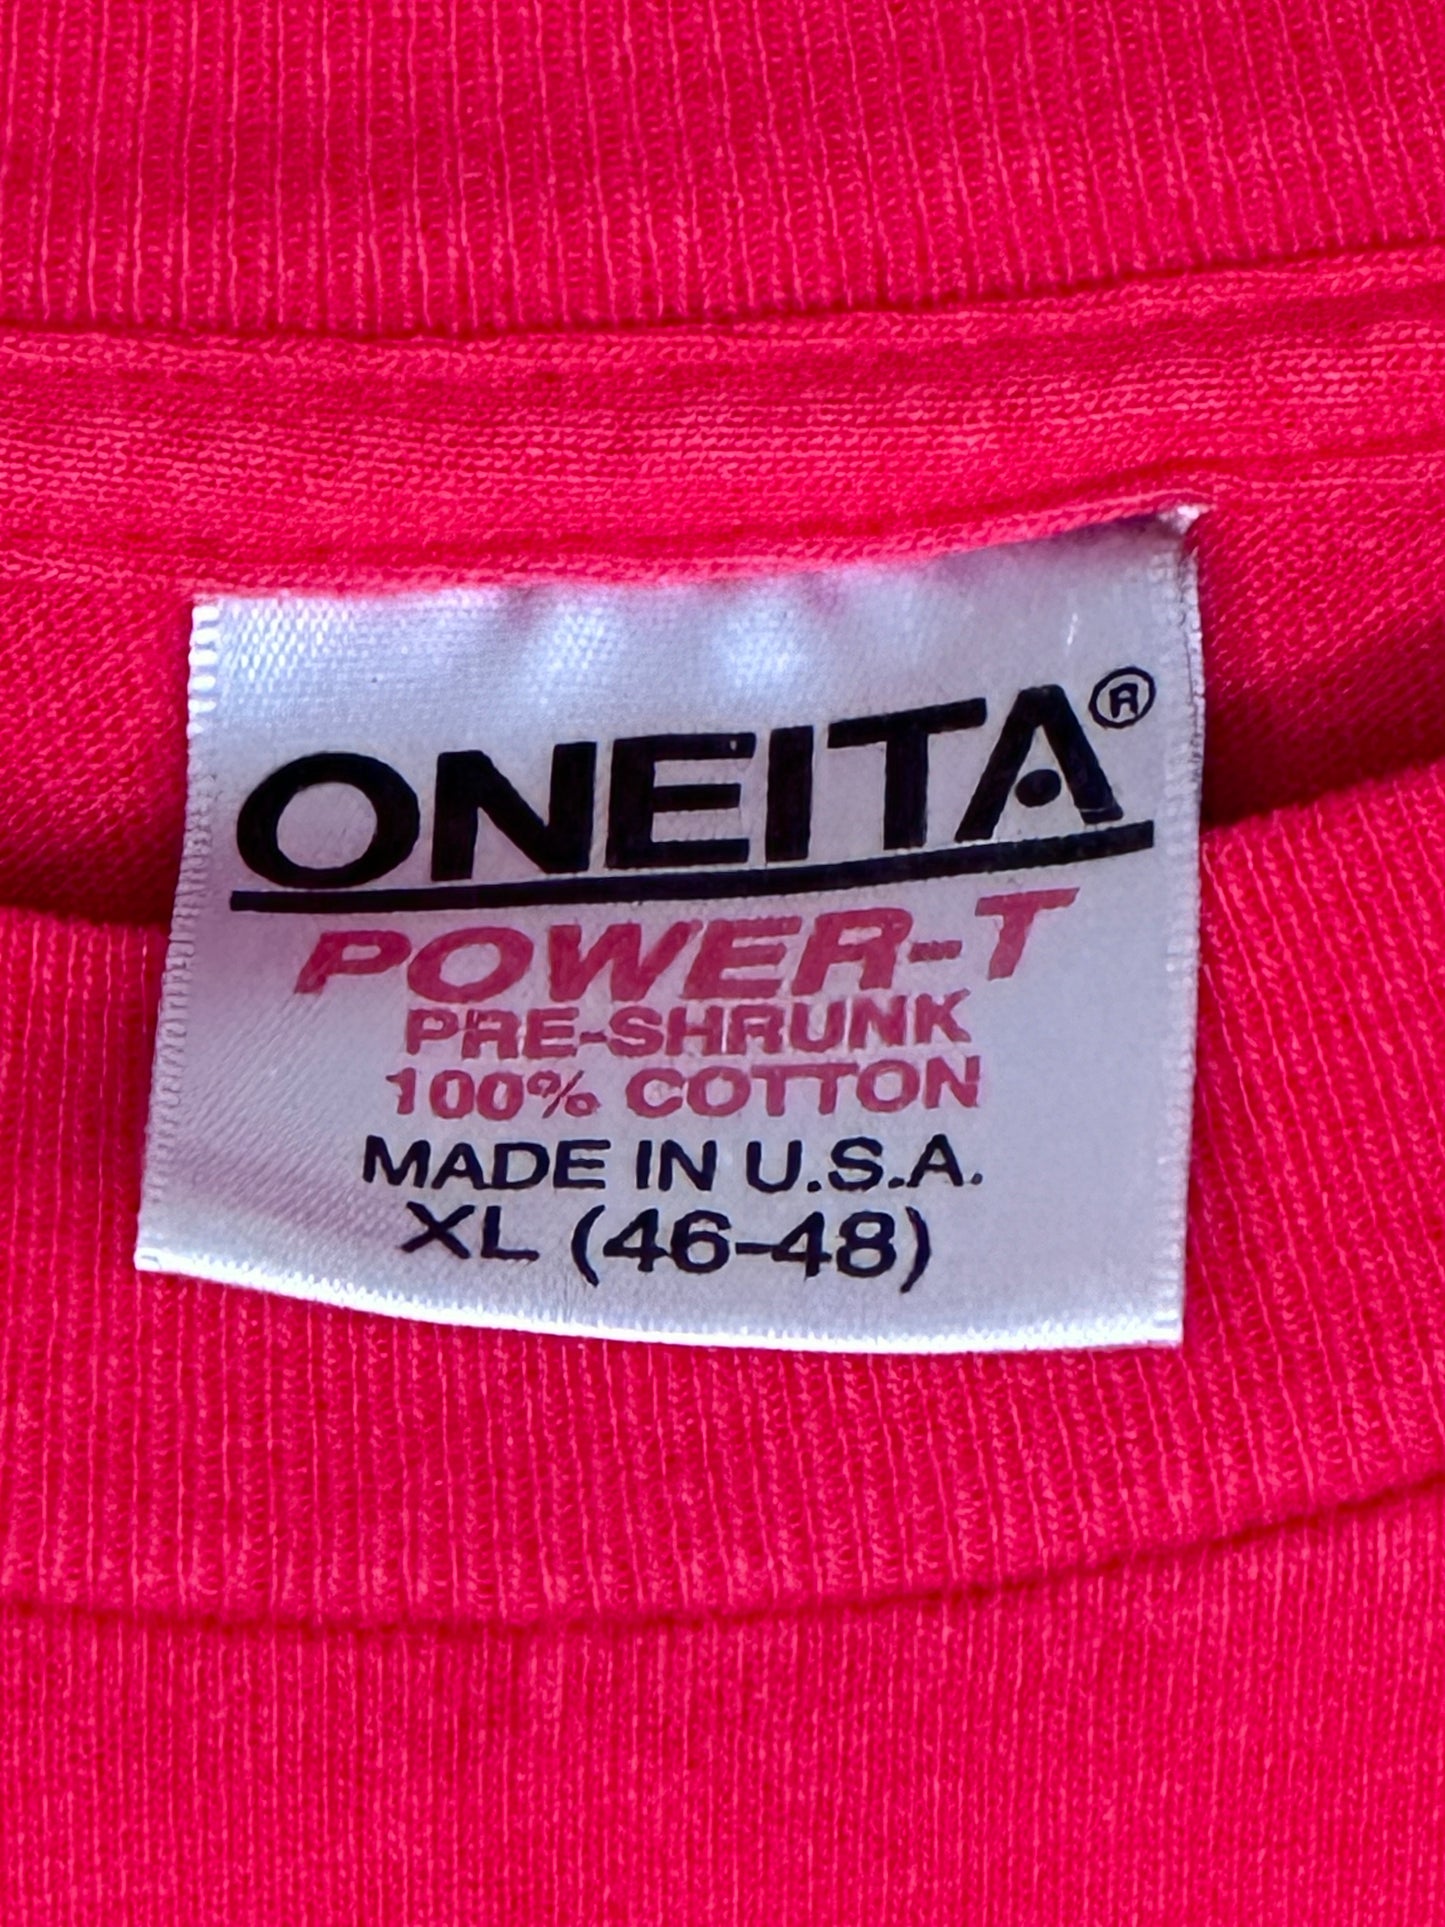 ONEITA®
POWER-T
PRE-SHRUNK
100% COTTON
MADE IN U.S.A.
XL (46-48)